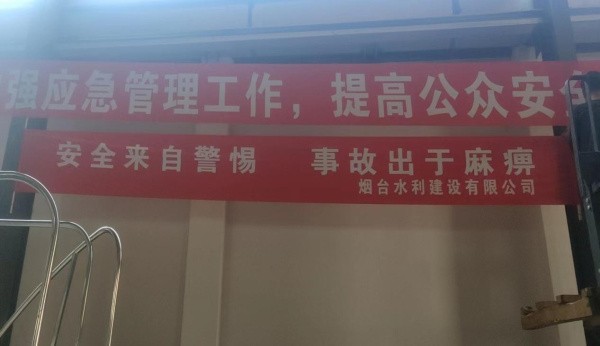 强应急管理工作，提高公众安
安全来自警惕 事故出于麻痹
烟台水利建设有限公司